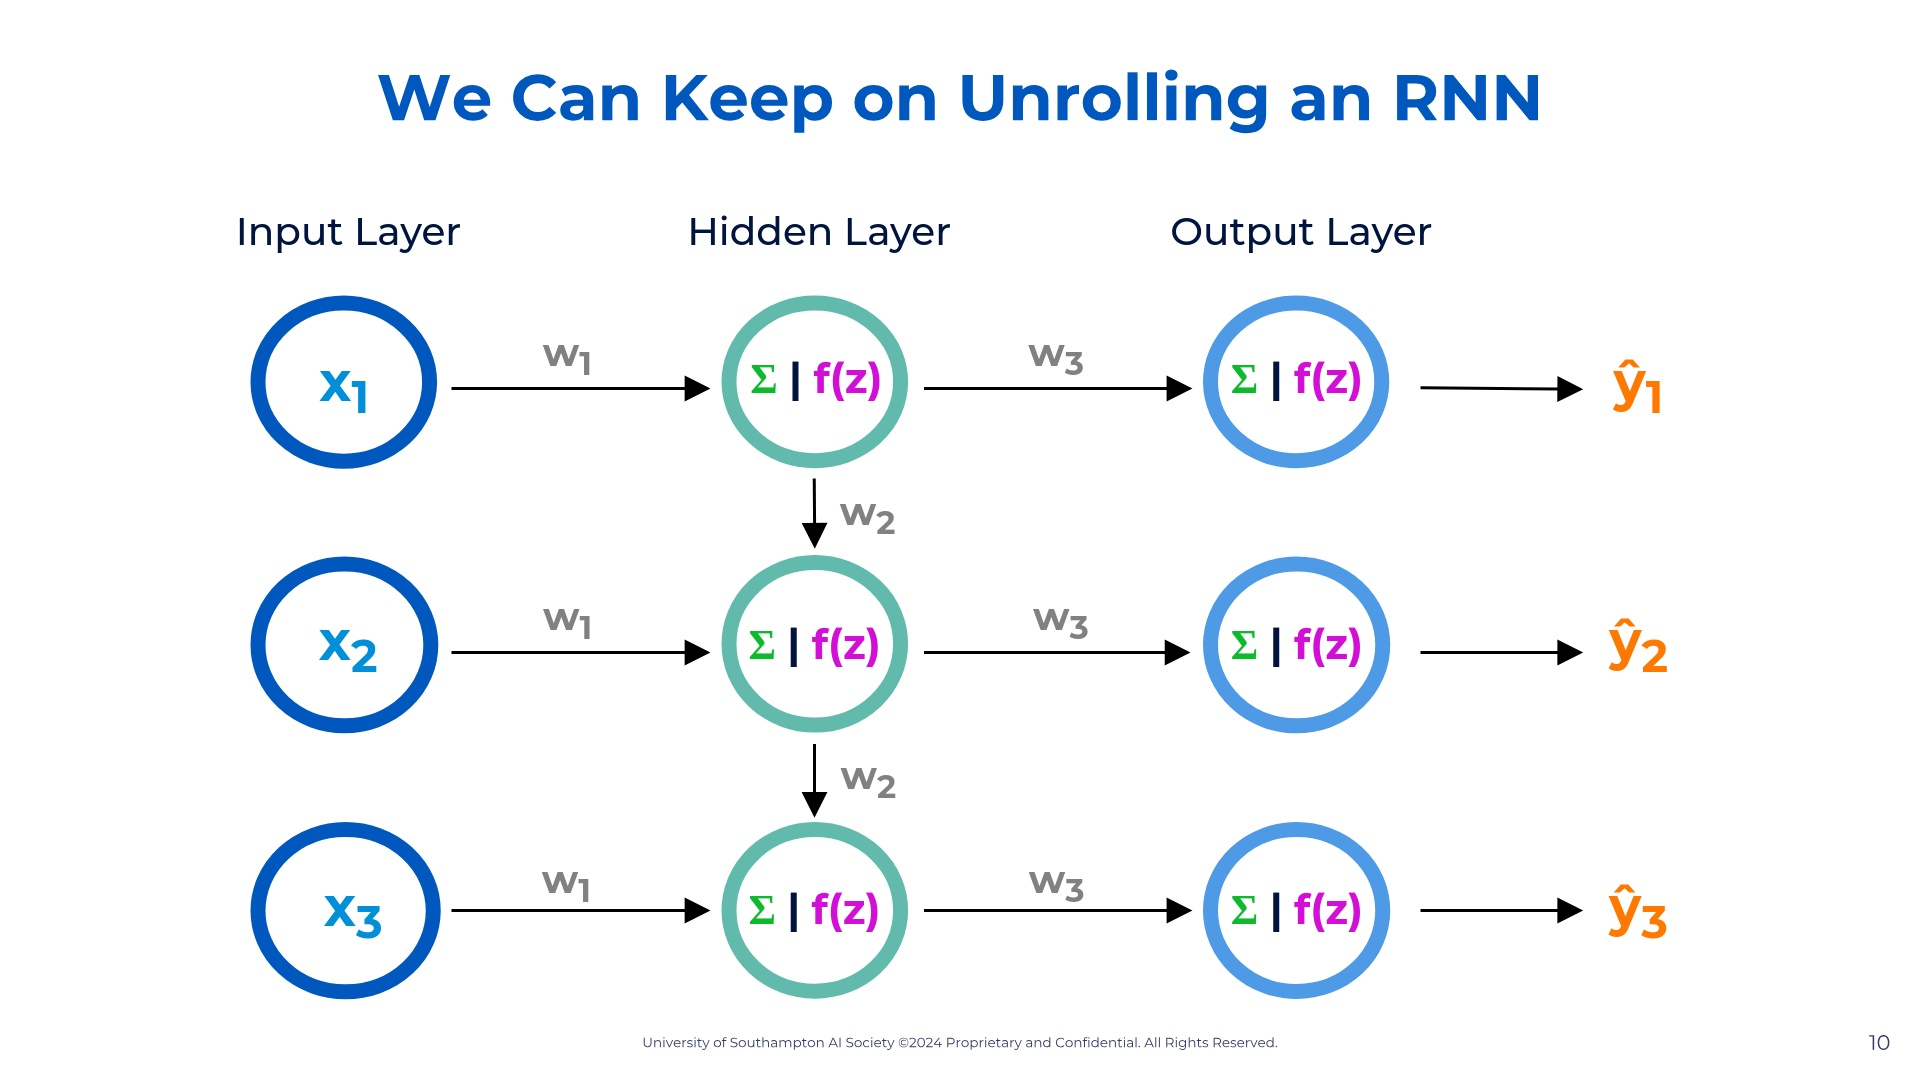 We Can Keep on Unrolling an RNN
Input Layer Hidden Layer Output Layer
x₁ w₁ Σ | f(z) w₃ Σ | f(z) ŷ₁
w₂
x₂ w₁ Σ | f(z) w₃ Σ | f(z) ŷ₂
w₂
x₃ w₁ Σ | f(z) w₃ Σ | f(z) ŷ₃
University of Southampton AI Society ©2024 Proprietary and Confidential. All Rights Reserved.
10